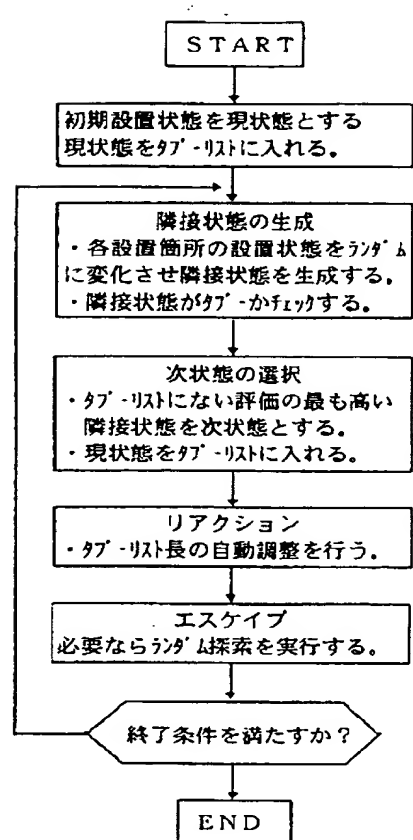 START
初期設置状態を現状態とする
現状態をﾀﾌﾞｰﾘｽﾄに入れる。
隣接状態の生成
・各設置箇所の設置状態をﾗﾝﾀﾞﾑ
に変化させ隣接状態を生成する。
・隣接状態がﾀﾌﾞｰかﾁｪｯｸする。
次状態の選択
・ﾀﾌﾞｰﾘｽﾄにない評価の最も高い
隣接状態を次状態とする。
・現状態をﾀﾌﾞｰﾘｽﾄに入れる。
リアクション
・ﾀﾌﾞｰﾘｽﾄ長の自動調整を行う。
エスケイプ
必要ならﾗﾝﾀﾞﾑ探索を実行する。
終了条件を満たすか？
END